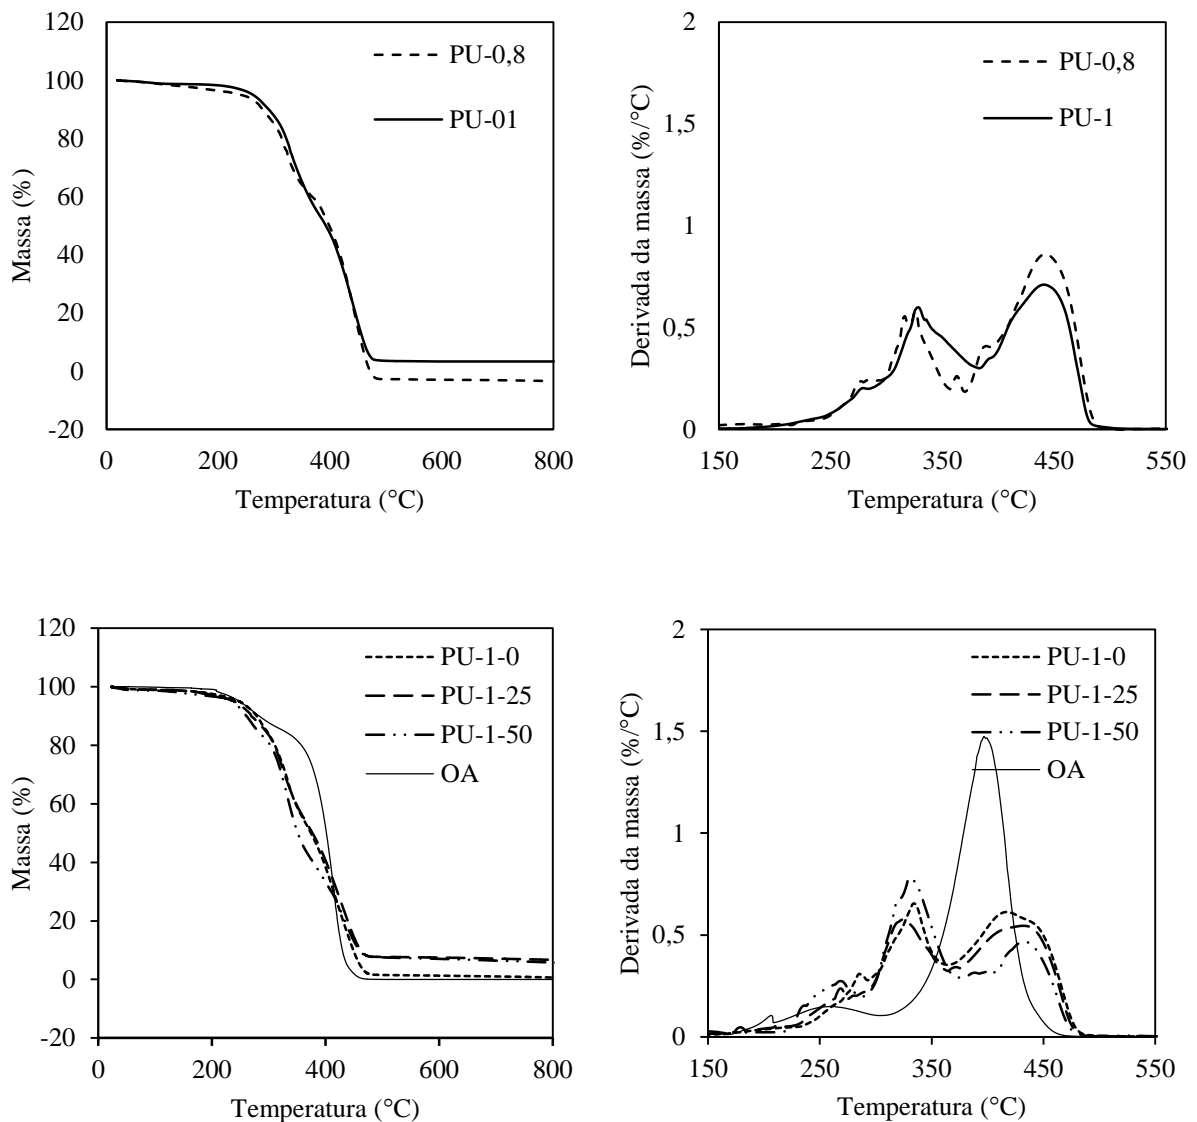 120
100
80
60
40
20
0
-20
Massa (%)
PU-0,8
PU-01
0
200
400
600
800
Temperatura (°C)
2
1,5
1
0,5
0
Derivada da massa (%/°C)
PU-0,8
PU-1
150
250
350
450
550
Temperatura (°C)
120
100
80
60
40
20
0
-20
Massa (%)
PU-1-0
PU-1-25
PU-1-50
OA
0
200
400
600
800
Temperatura (°C)
2
1,5
1
0,5
0
Derivada da massa (%/°C)
PU-1-0
PU-1-25
PU-1-50
OA
150
250
350
450
550
Temperatura (°C)